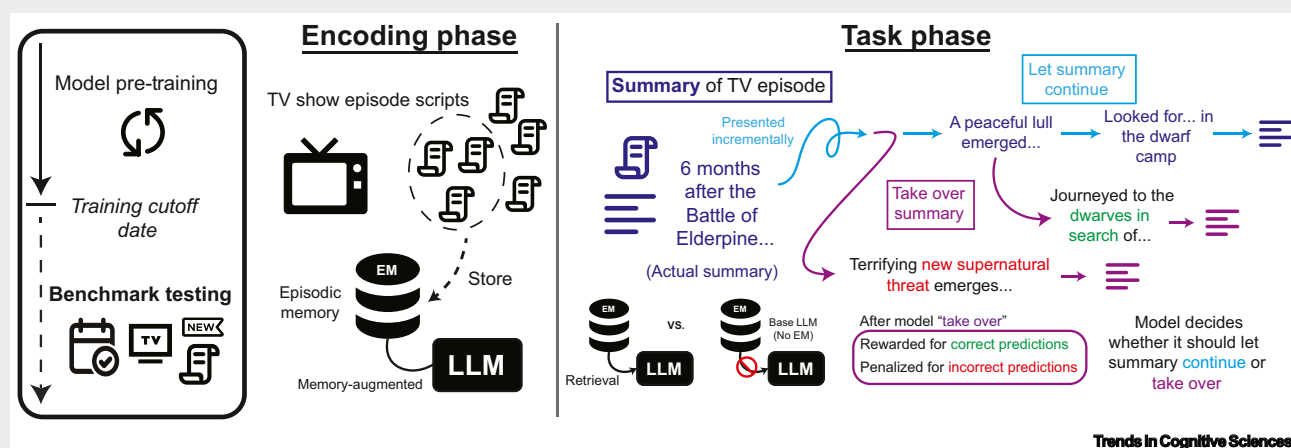 Model pre-training
Training cutoff
date
Benchmark testing
TV
NEW
Encoding phase
TV show episode scripts
EM
Episodic
memory
Store
Memory-augmented
LLM
Task phase
Summary of TV episode
Presented
incrementally
6 months
after the
Battle of
Elderpine...
(Actual summary)
Let summary
continue
A peaceful lull
emerged...
Looked for... in
the dwarf
camp
Take over
summary
Journeyed to the
dwarves in
search of...
Terrifying new supernatural
threat emerges...
EM
LLM
Retrieval
vs.
EM
Base LLM
(No EM)
LLM
After model “take over”
Rewarded for correct predictions
Penalized for incorrect predictions
Model decides
whether it should let
summary continue or
take over
Trends in Cognitive Sciences